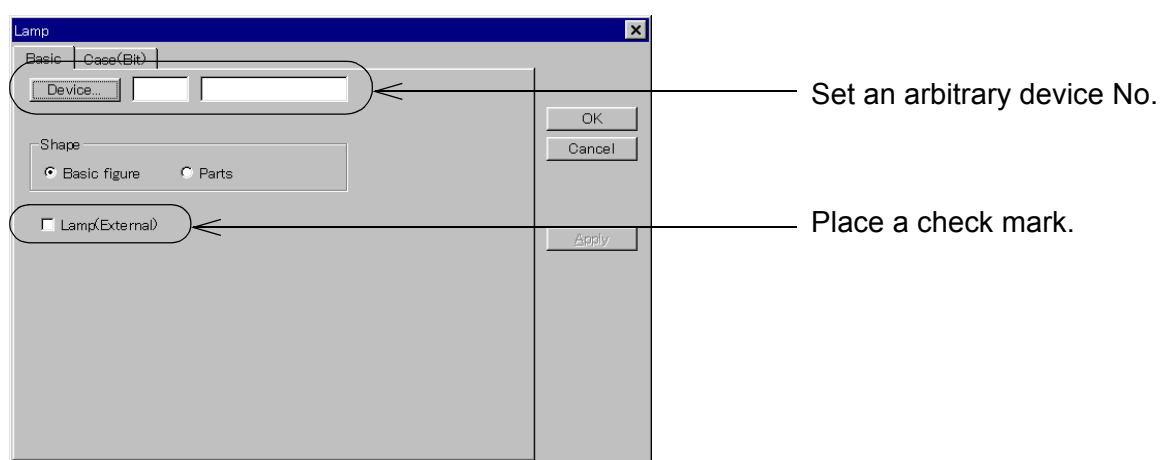 Lamp
Basic Case(Bit)
Device...
Set an arbitrary device No.
OK
Shape
Cancel
Basic figure Parts
Lamp(External)
Place a check mark.
Apply